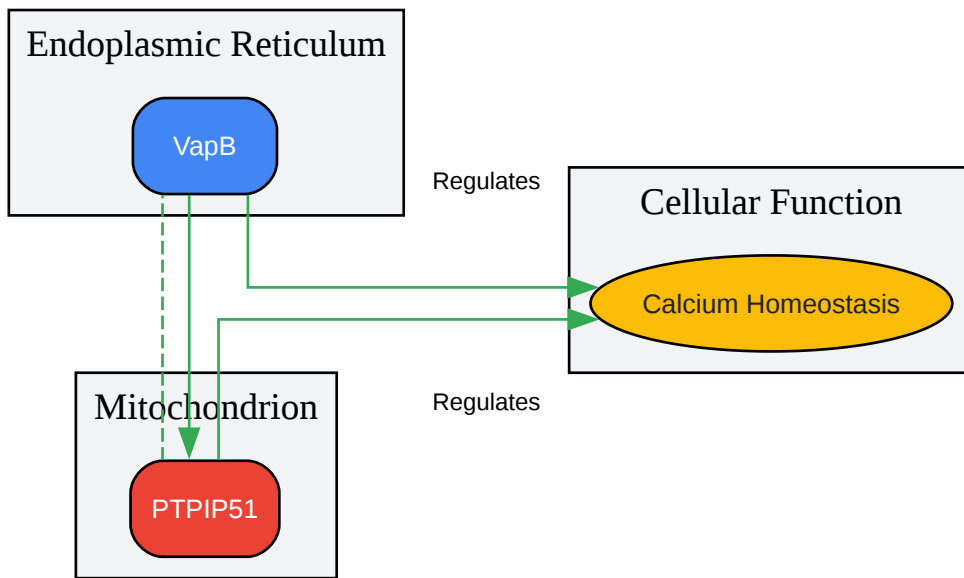 Endoplasmic Reticulum
VapB
Regulates
Cellular Function
Calcium Homeostasis
Mitochondrion
Regulates
PTPIP51